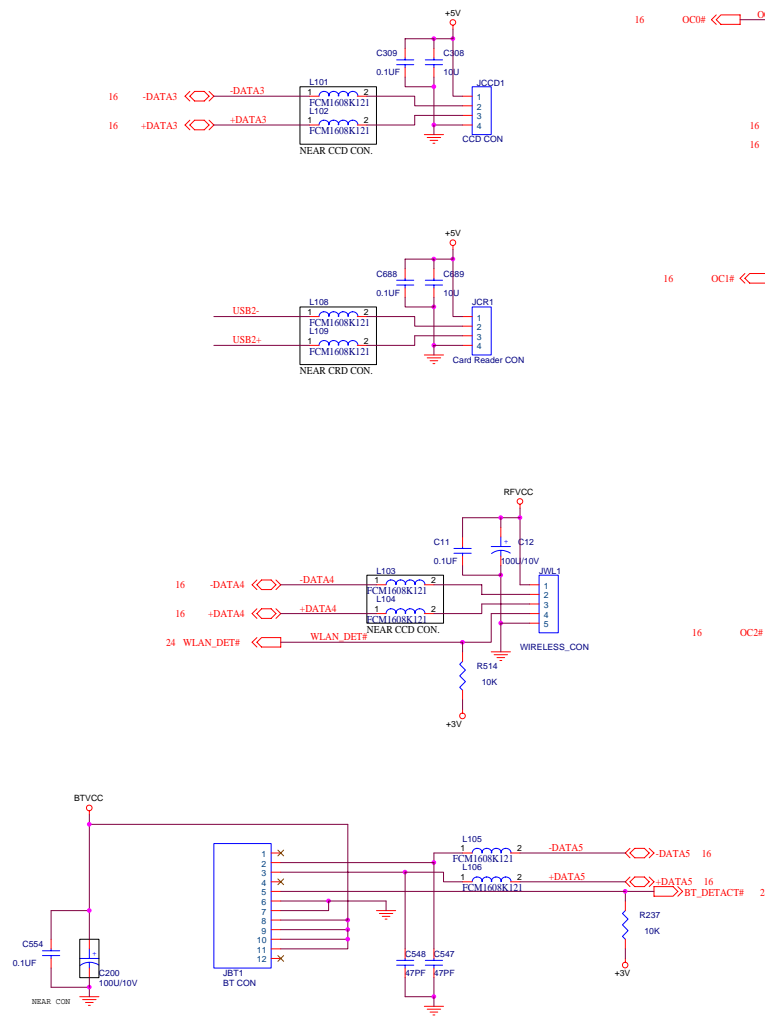 +5V
16 OC0#
C309 C308
0.1UF 10U
L101 JCCD1
16 -DATA3 -DATA3 1 2 1
FCM1608K121 2
L102 3
16 +DATA3 +DATA3 1 2 4
FCM1608K121
CCD CON
NEAR CCD CON.
16
16
+5V
C688 C689
16 OC1#
0.1UF 10U
L108 JCR1
USB2- 1 2 1
FCM1608K121 2
L109 3
USB2+ 1 2 4
FCM1608K121
Card Reader CON
NEAR CRD CON.
RFVCC
C11 C12
+
0.1UF 100U/10V
L103 JWL1
16 -DATA4 -DATA4 1 2 1
FCM1608K121 2
L104 3
16 +DATA4 +DATA4 1 2 4
FCM1608K121 5
NEAR CCD CON.
24 WLAN_DET# WLAN_DET#
WIRELESS_CON
16 OC2#
R514
10K
+3V
BTVCC
L105
1 2 -DATA5 -DATA5 16
FCM1608K121
L106
1 2 +DATA5 +DATA5 16
FCM1608K121
BT_DETACT# 2
1
2
3
4
5
6
7
8
9
10
11
12
R237
10K
+3V
C554
0.1UF
+
C200
100U/10V
NEAR CON
JBT1
BT CON
C548 C547
47PF 47PF